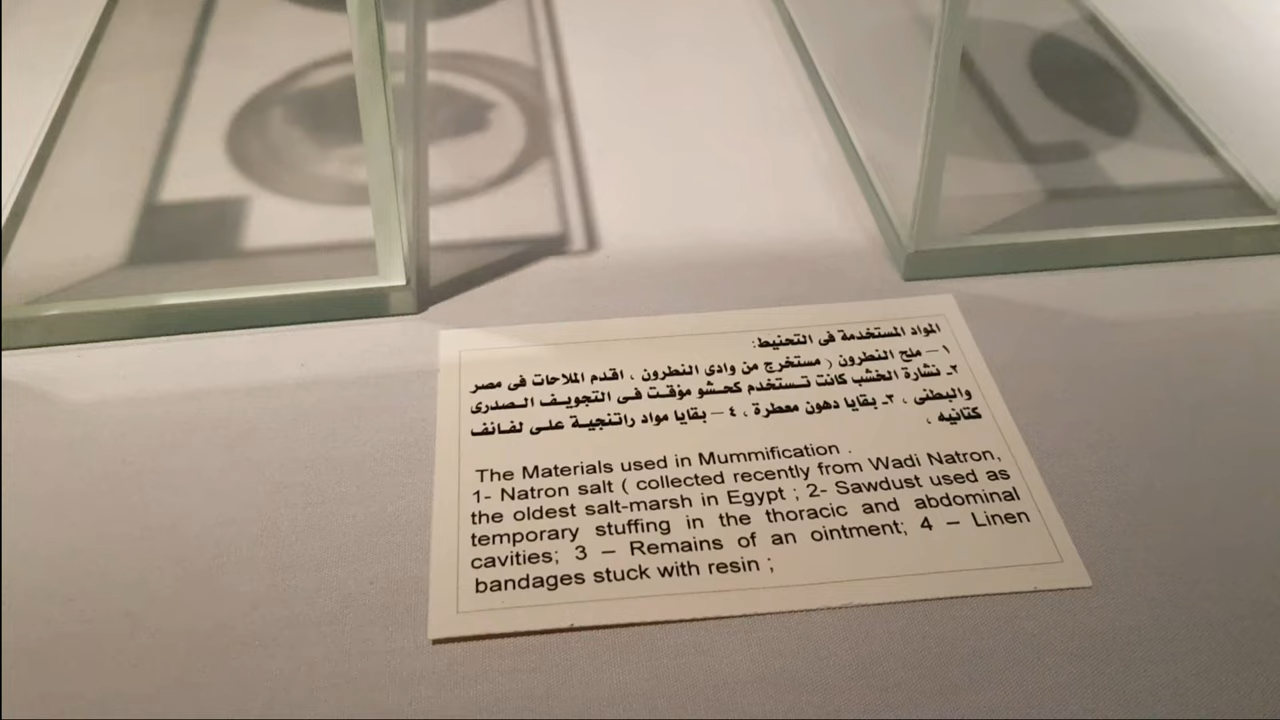 المواد المستخدمة فى التحنيط:
١ – ملح النطرون ( مستخرج من وادى النطرون ، اقدم الملاحات فى مصر
٢ـ نشارة الخشب كانت تستخدم كحشو مؤقت فى التجويف الصدرى
والبطنى ، ٣ـ بقايا دهون معطرة ، ٤ – بقايا مواد راتنجية على لفائف
كتانيه ،
The Materials used in Mummification .
1- Natron salt ( collected recently from Wadi Natron,
the oldest salt-marsh in Egypt ; 2- Sawdust used as
temporary stuffing in the thoracic and abdominal
cavities; 3 – Remains of an ointment; 4 – Linen
bandages stuck with resin ;